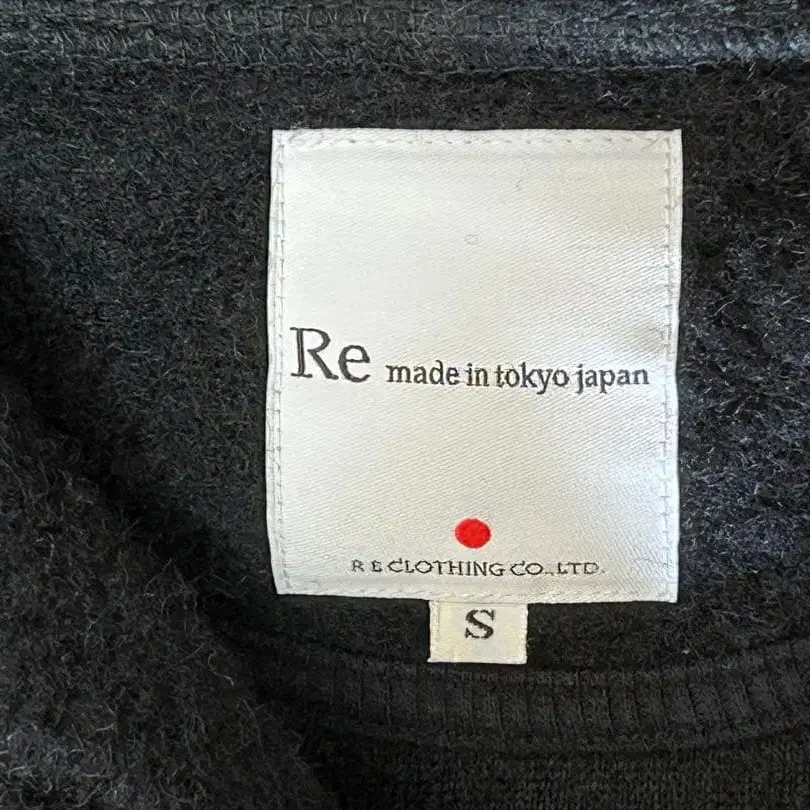 Re made in tokyo japan
R E CLOTHING CO.,LTD.
S